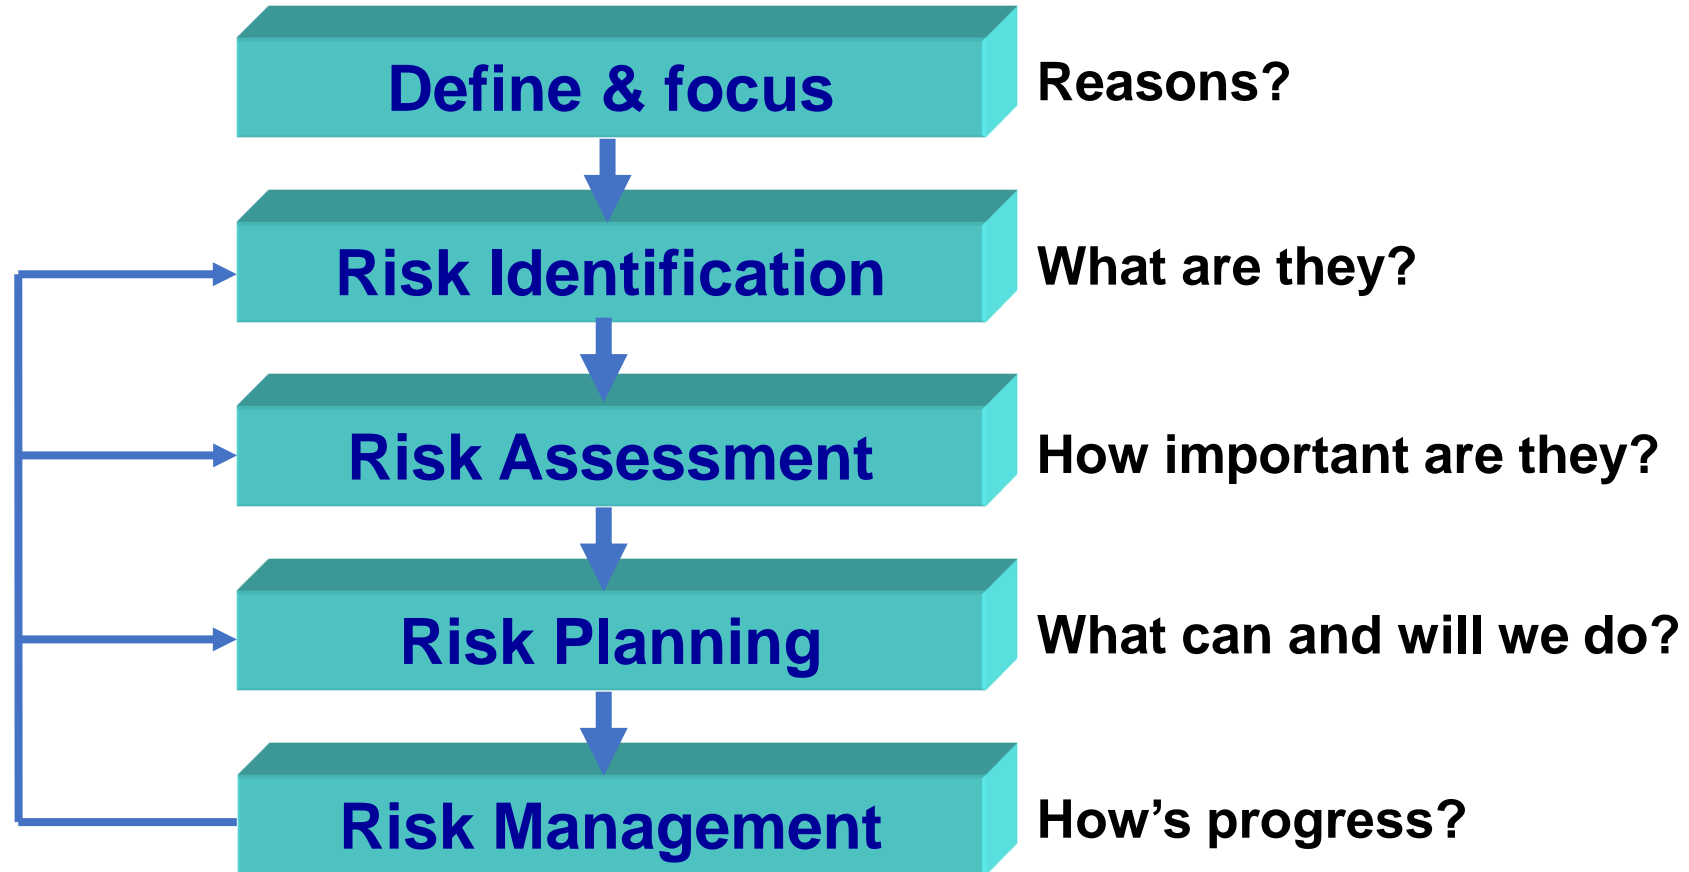 Define & focus
Reasons?
Risk Identification
What are they?
Risk Assessment
How important are they?
Risk Planning
What can and will we do?
Risk Management
How’s progress?